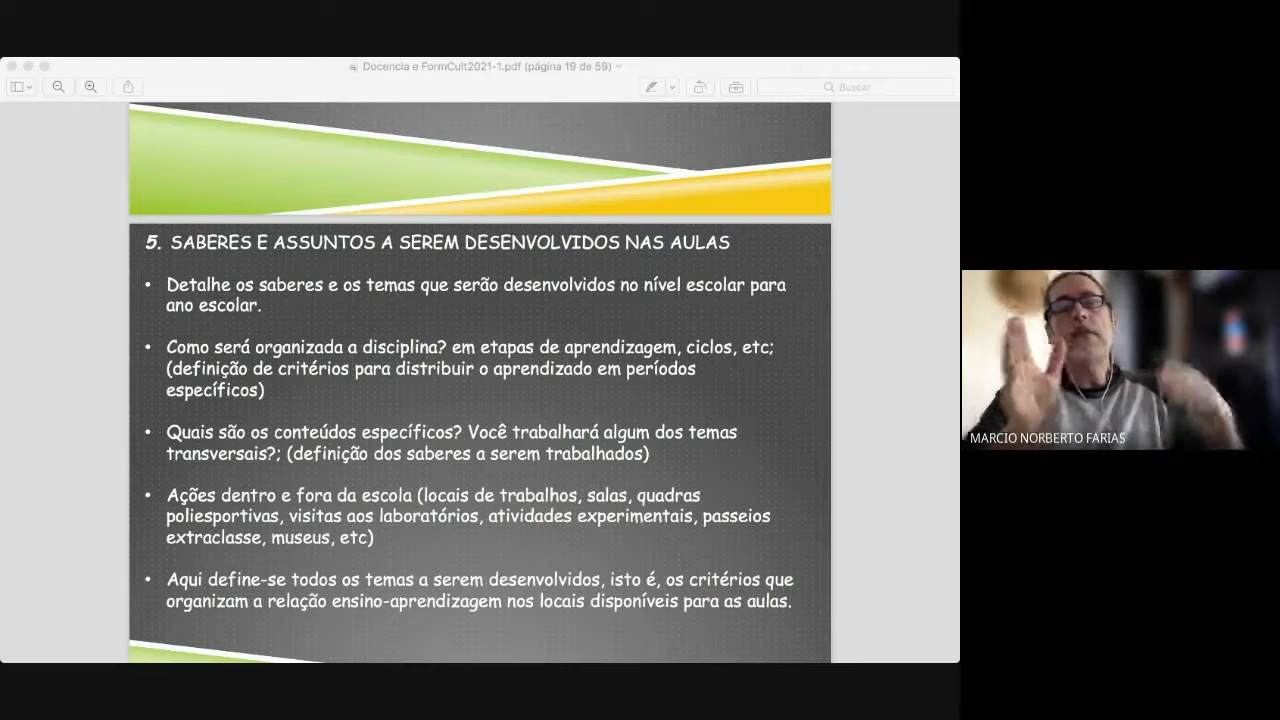 Docencia e FormCult2021-1.pdf (página 19 de 59)
Buscar
5. SABERES E ASSUNTOS A SEREM DESENVOLVIDOS NAS AULAS
• Detalhe os saberes e os temas que serão desenvolvidos no nível escolar para
ano escolar.
• Como será organizada a disciplina? em etapas de aprendizagem, ciclos, etc;
(definição de critérios para distribuir o aprendizado em períodos
específicos)
• Quais são os conteúdos específicos? Você trabalhará algum dos temas
transversais?; (definição dos saberes a serem trabalhados)
• Ações dentro e fora da escola (locais de trabalhos, salas, quadras
poliesportivas, visitas aos laboratórios, atividades experimentais, passeios
extraclasse, museus, etc)
• Aqui define-se todos os temas a serem desenvolvidos, isto é, os critérios que
organizam a relação ensino-aprendizagem nos locais disponíveis para as aulas.
MARCIO NORBERTO FARIAS